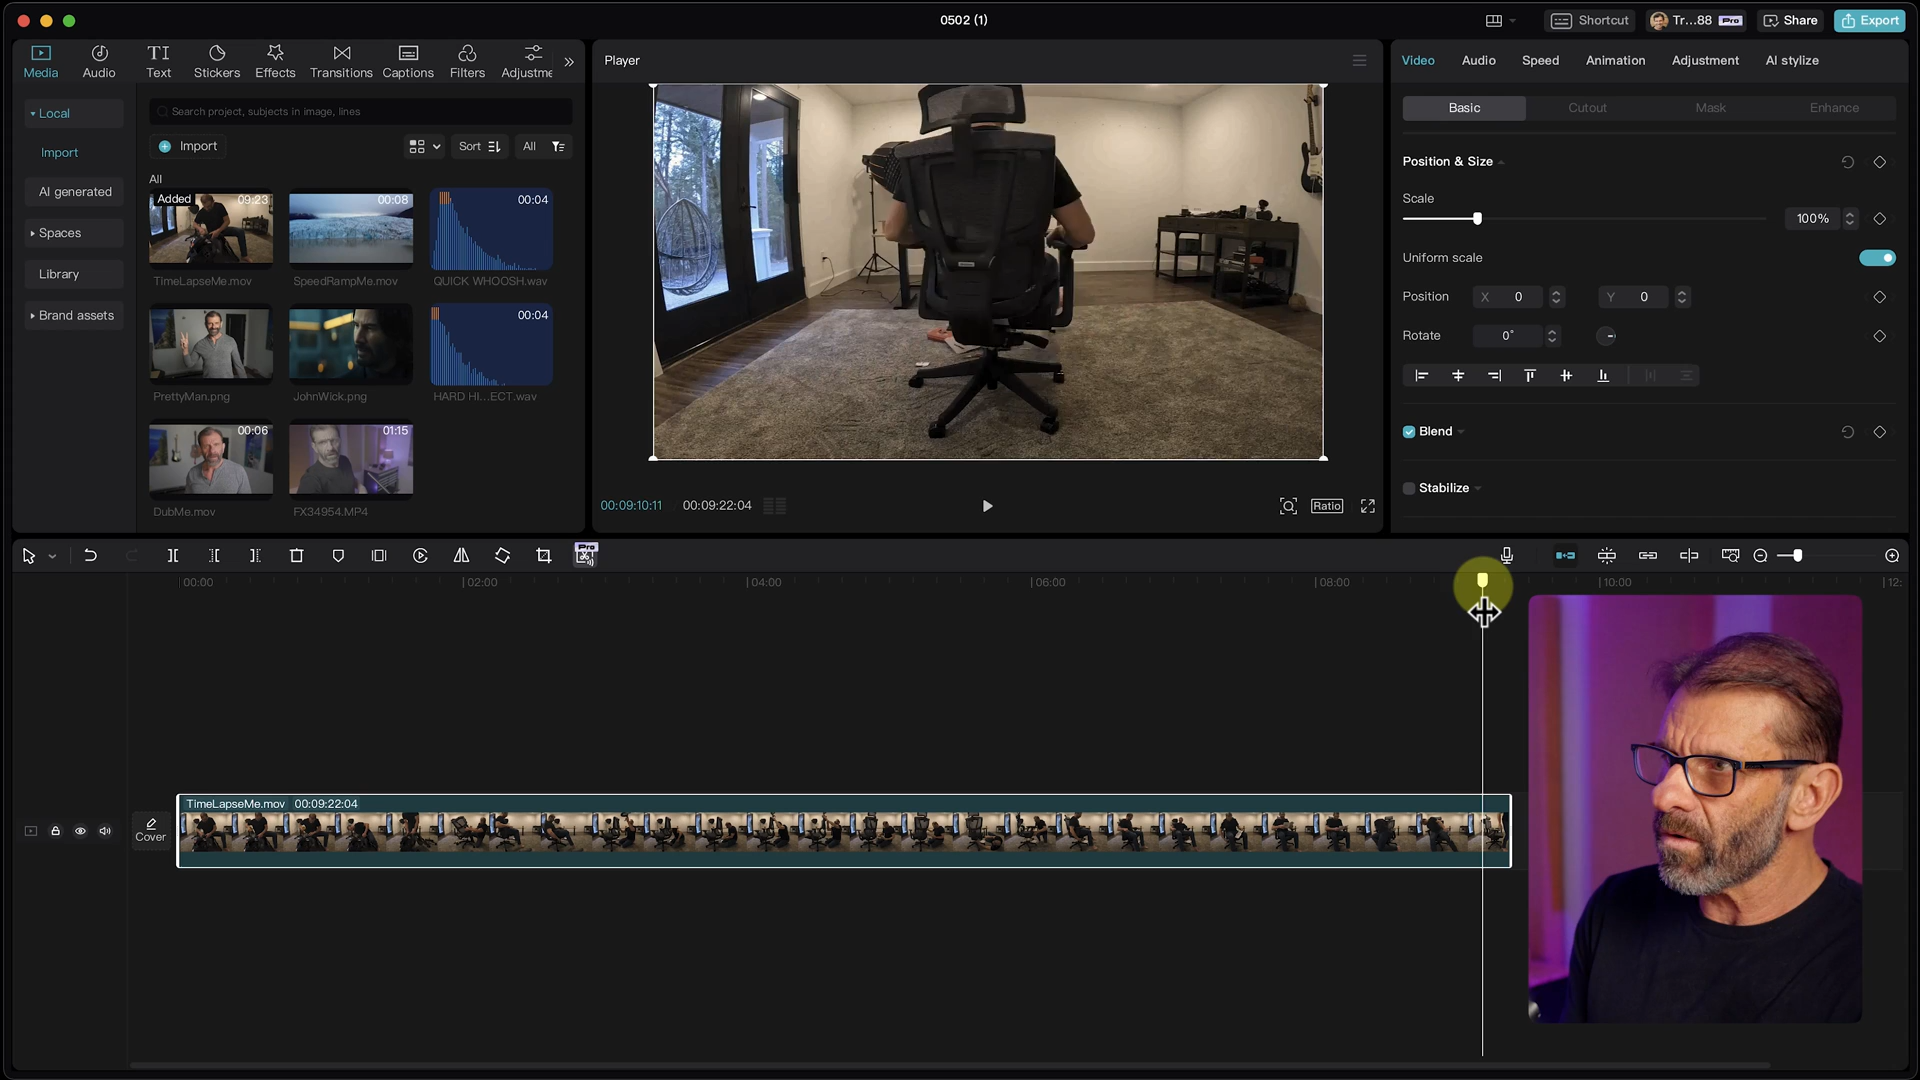 0502 (1)
Shortcut
Tr...88 Pro
Share
Export
Media
Audio
Text
Stickers
Effects
Transitions
Captions
Filters
Adjustme
Local
Import
AI generated
Spaces
Library
Brand assets
Search project, subjects in image, lines
Import
Sort
All
All
Added 09:23
00:08
00:04
TimeLapseMe.mov
SpeedRampMe.mov
QUICK WHOOSH.wav
00:04
PrettyMan.png
JohnWick.png
HARD HI...ECT.wav
00:06
01:15
DubMe.mov
FX34954.MP4
Player
00:09:10:11
00:09:22:04
Ratio
Video
Audio
Speed
Animation
Adjustment
AI stylize
Basic
Cutout
Mask
Enhance
Position & Size
Scale
100%
Uniform scale
Position X 0 Y 0
Rotate 0°
Blend
Stabilize
Pro
00:00
02:00
04:00
06:00
08:00
10:00
12:
Cover
TimeLapseMe.mov 00:09:22:04